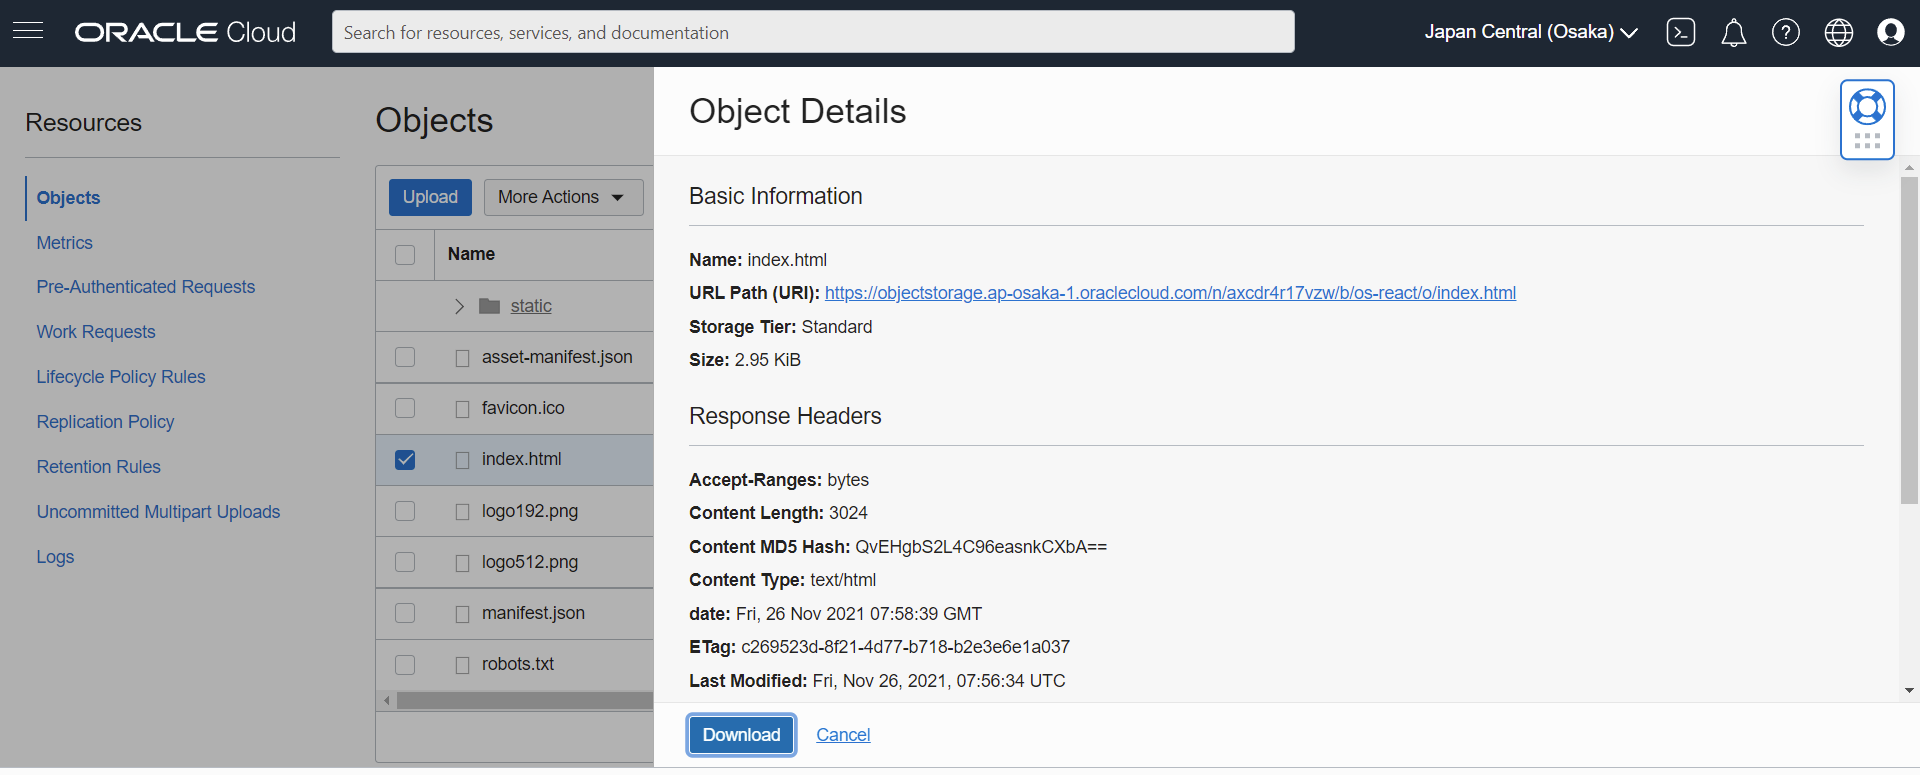 ORACLE Cloud
Search for resources, services, and documentation
Japan Central (Osaka)
Resources
Objects
Metrics
Pre-Authenticated Requests
Work Requests
Lifecycle Policy Rules
Replication Policy
Retention Rules
Uncommitted Multipart Uploads
Logs
Objects
Upload
More Actions
Name
static
asset-manifest.json
favicon.ico
index.html
logo192.png
logo512.png
manifest.json
robots.txt
Object Details
Basic Information
Name: index.html
URL Path (URI): https://objectstorage.ap-osaka-1.oraclecloud.com/n/axcdr4r17vzw/b/os-react/o/index.html
Storage Tier: Standard
Size: 2.95 KiB
Response Headers
Accept-Ranges: bytes
Content Length: 3024
Content MD5 Hash: QvEHgbS2L4C96easnkCXbA==
Content Type: text/html
date: Fri, 26 Nov 2021 07:58:39 GMT
ETag: c269523d-8f21-4d77-b718-b2e3e6e1a037
Last Modified: Fri, Nov 26, 2021, 07:56:34 UTC
Download
Cancel